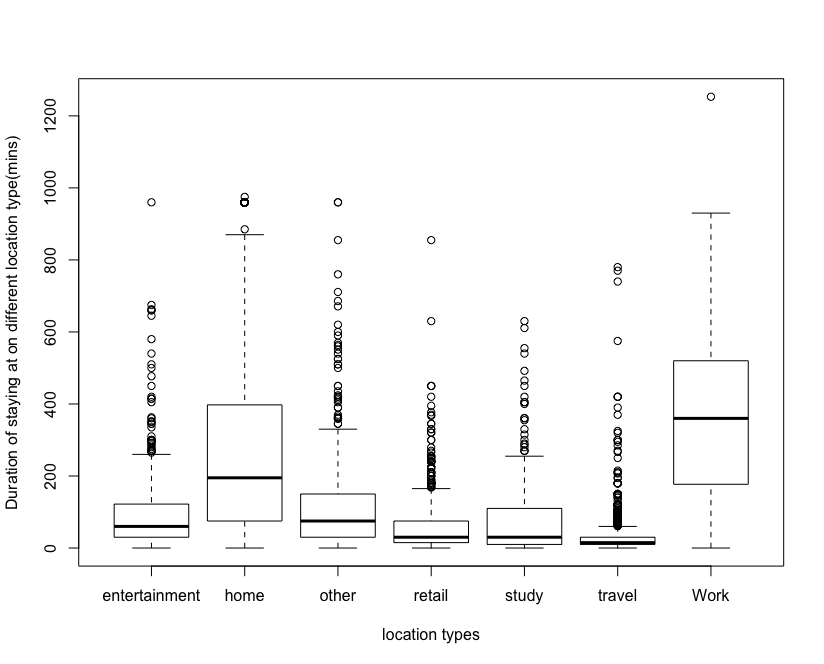 Duration of staying at on different location type(mins)
1200
1000
800
600
400
200
0
entertainment home other retail study travel Work
location types